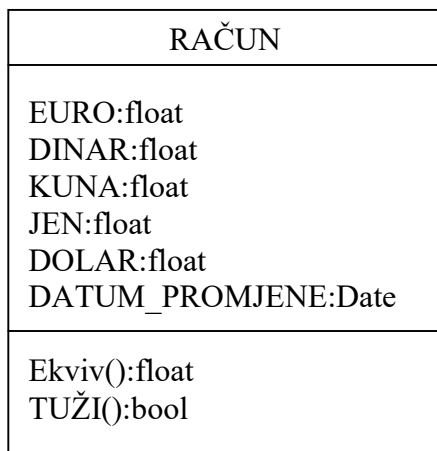 RAČUN
EURO:float
DINAR:float
KUNA:float
JEN:float
DOLAR:float
DATUM_PROMJENE:Date
Ekviv():float
TUŽI():bool